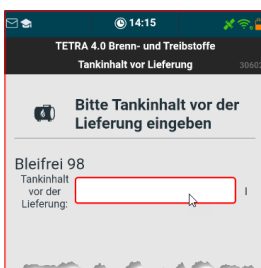 14:15
TETRA 4.0 Brenn- und Treibstoffe
Tankinhalt vor Lieferung 30602
Bitte Tankinhalt vor der
Lieferung eingeben
Bleifrei 98
Tankinhalt
vor der l
Lieferung: